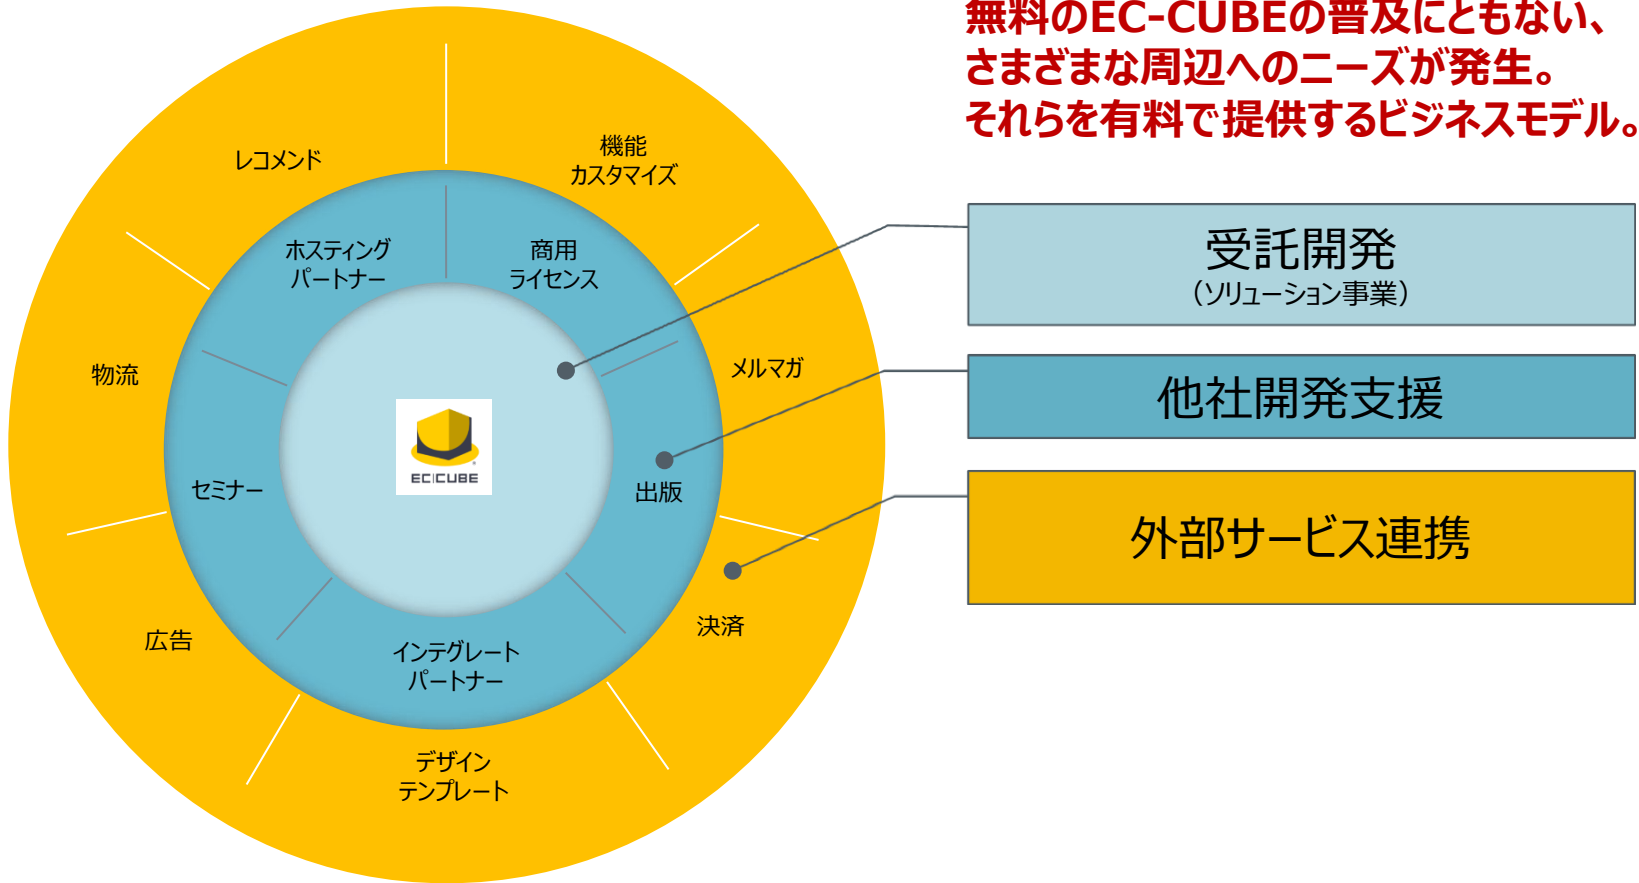 無料のEC-CUBEの普及にともない、
さまざまな周辺へのニーズが発生。
それらを有料で提供するビジネスモデル。
機能
カスタマイズ
レコメンド
ホスティング
パートナー
商用
ライセンス
受託開発
（ソリューション事業）
物流
メルマガ
他社開発支援
EC CUBE
セミナー
出版
外部サービス連携
広告
決済
インテグレート
パートナー
デザイン
テンプレート